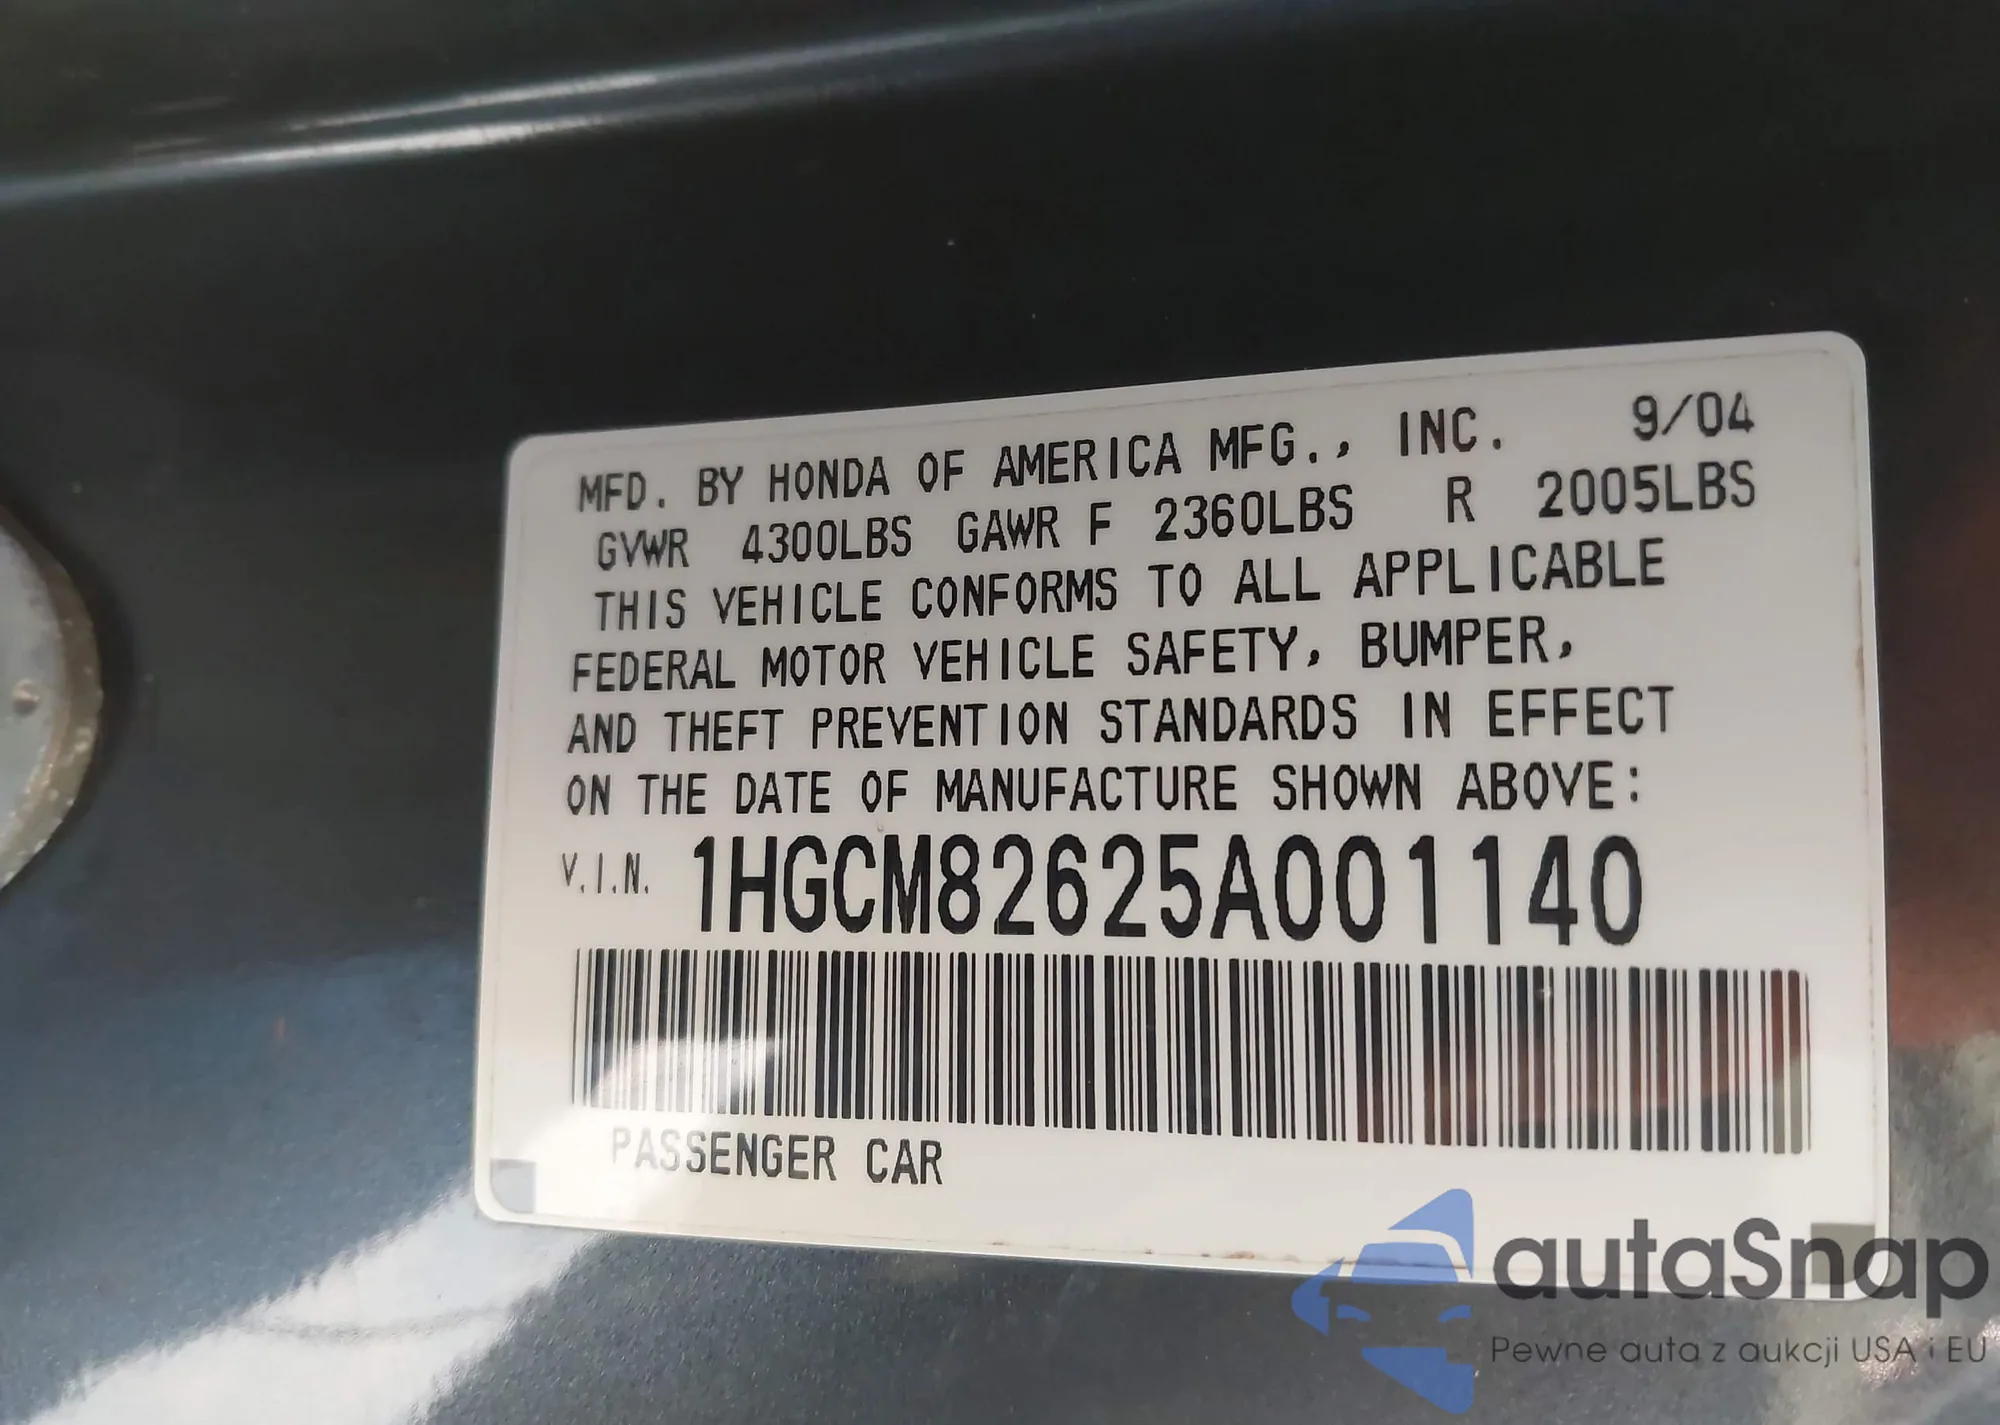 MFD. BY HONDA OF AMERICA MFG., INC. 9/04
GVWR 4300LBS GAWR F 2360LBS R 2005LBS
THIS VEHICLE CONFORMS TO ALL APPLICABLE
FEDERAL MOTOR VEHICLE SAFETY, BUMPER,
AND THEFT PREVENTION STANDARDS IN EFFECT
ON THE DATE OF MANUFACTURE SHOWN ABOVE:
V.I.N. 1HGCM82625A001140
PASSENGER CAR
autaSnap
Pewne auta z aukcji USA i EU